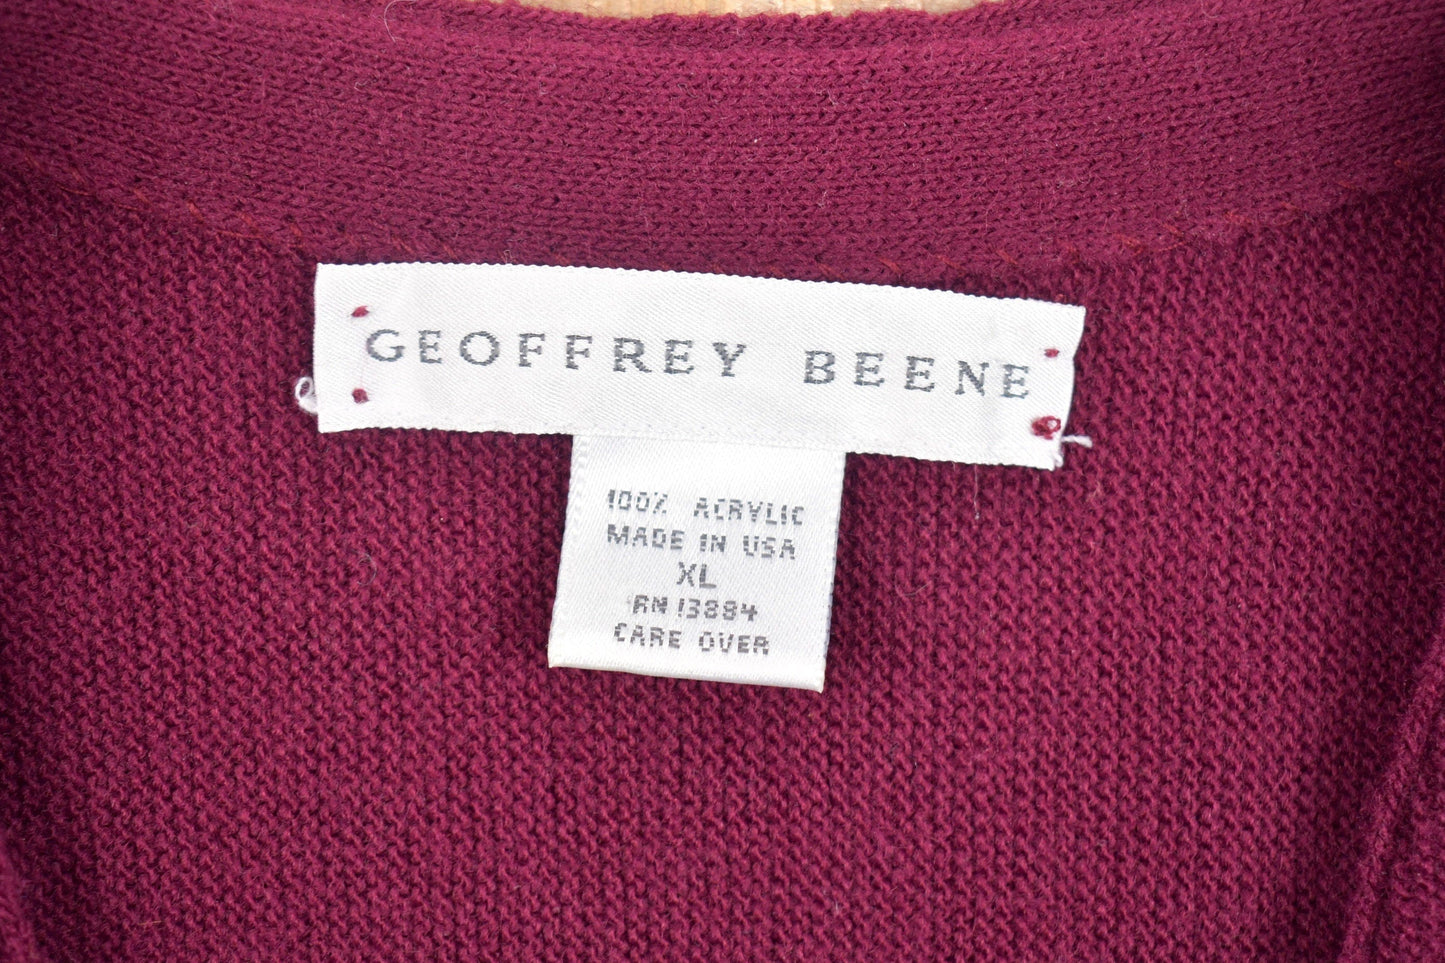 GEOFFREY BEENE
100% ACRYLIC
MADE IN USA
XL
RN 13884
CARE OVER